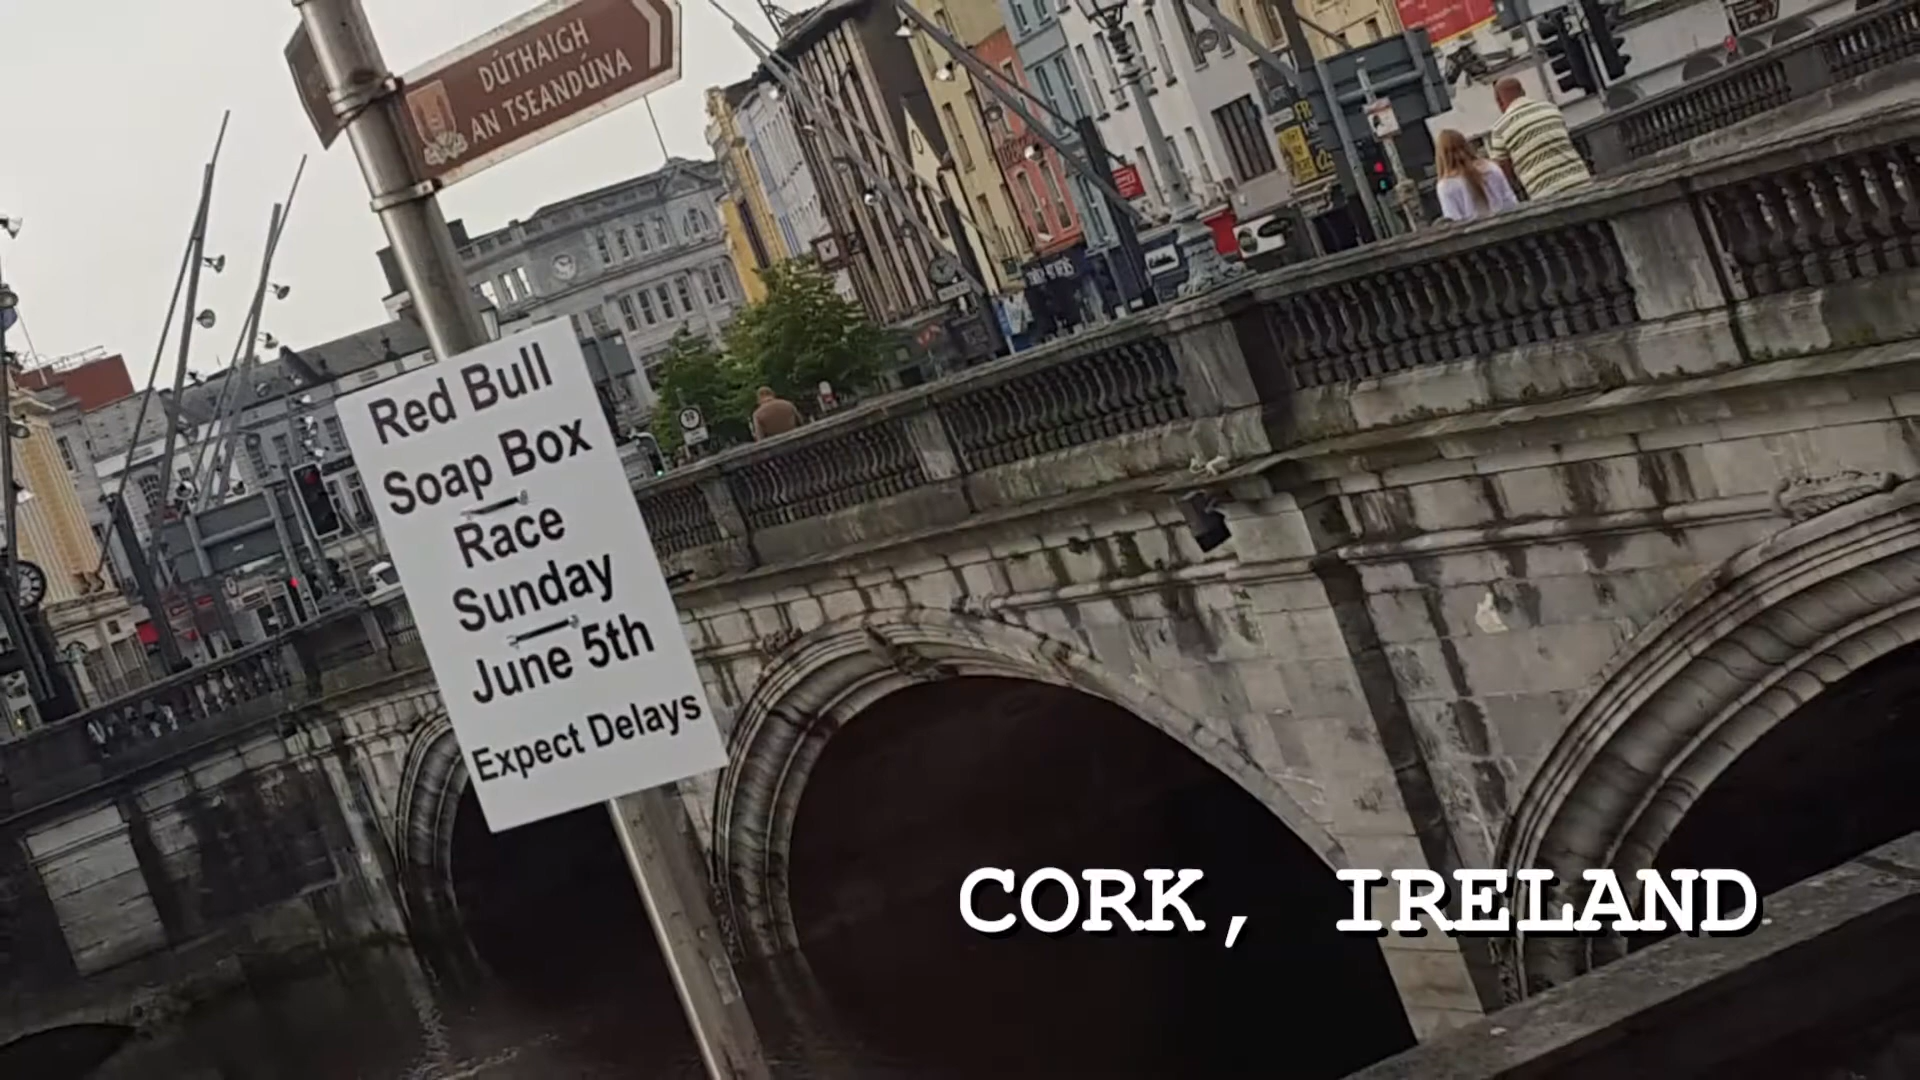 DÚTHAIGH
AN TSEANDÚNA
Red Bull
Soap Box
Race
Sunday
June 5th
Expect Delays
CORK, IRELAND